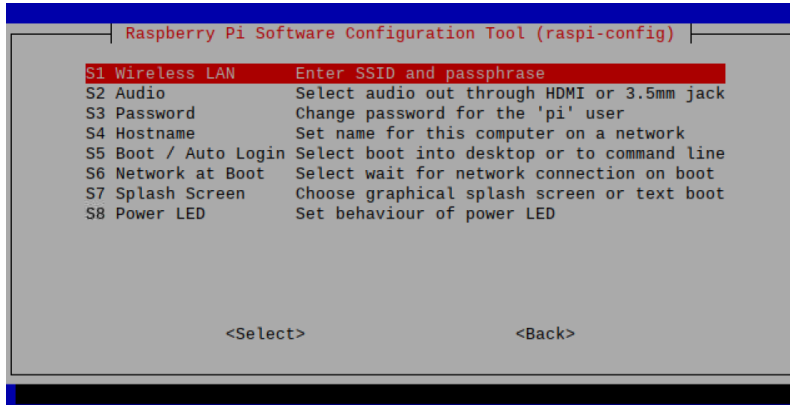 Raspberry Pi Software Configuration Tool (raspi-config)
S1 Wireless LAN Enter SSID and passphrase
S2 Audio Select audio out through HDMI or 3.5mm jack
S3 Password Change password for the 'pi' user
S4 Hostname Set name for this computer on a network
S5 Boot / Auto Login Select boot into desktop or to command line
S6 Network at Boot Select wait for network connection on boot
S7 Splash Screen Choose graphical splash screen or text boot
S8 Power LED Set behaviour of power LED
<Select> <Back>